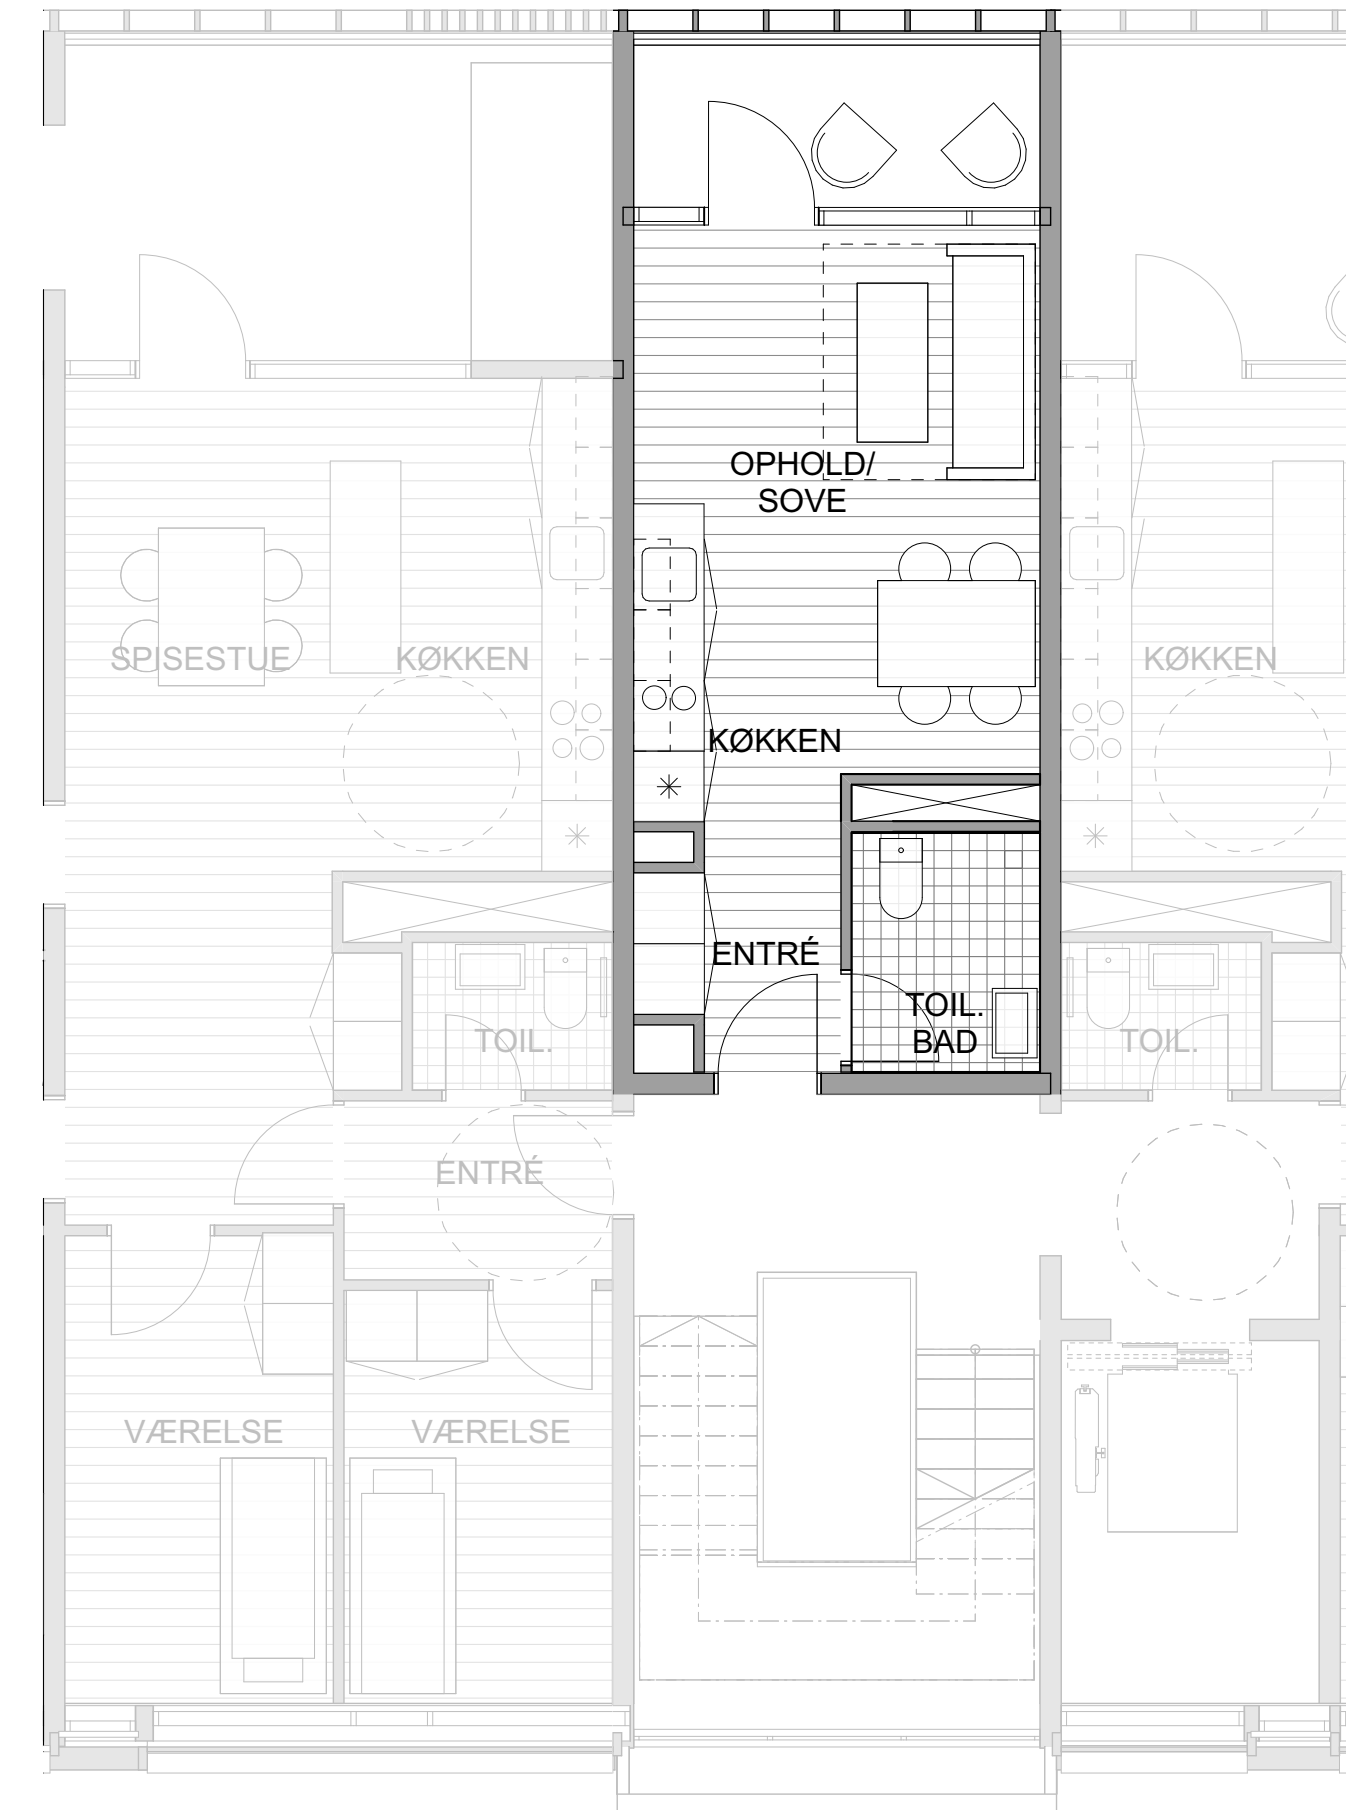 OPHOLD/
SOVE
SPISESTUE
KØKKEN
KØKKEN
KØKKEN
ENTRÉ
TOIL.
BAD
TOIL.
TOIL.
ENTRÉ
VÆRELSE
VÆRELSE